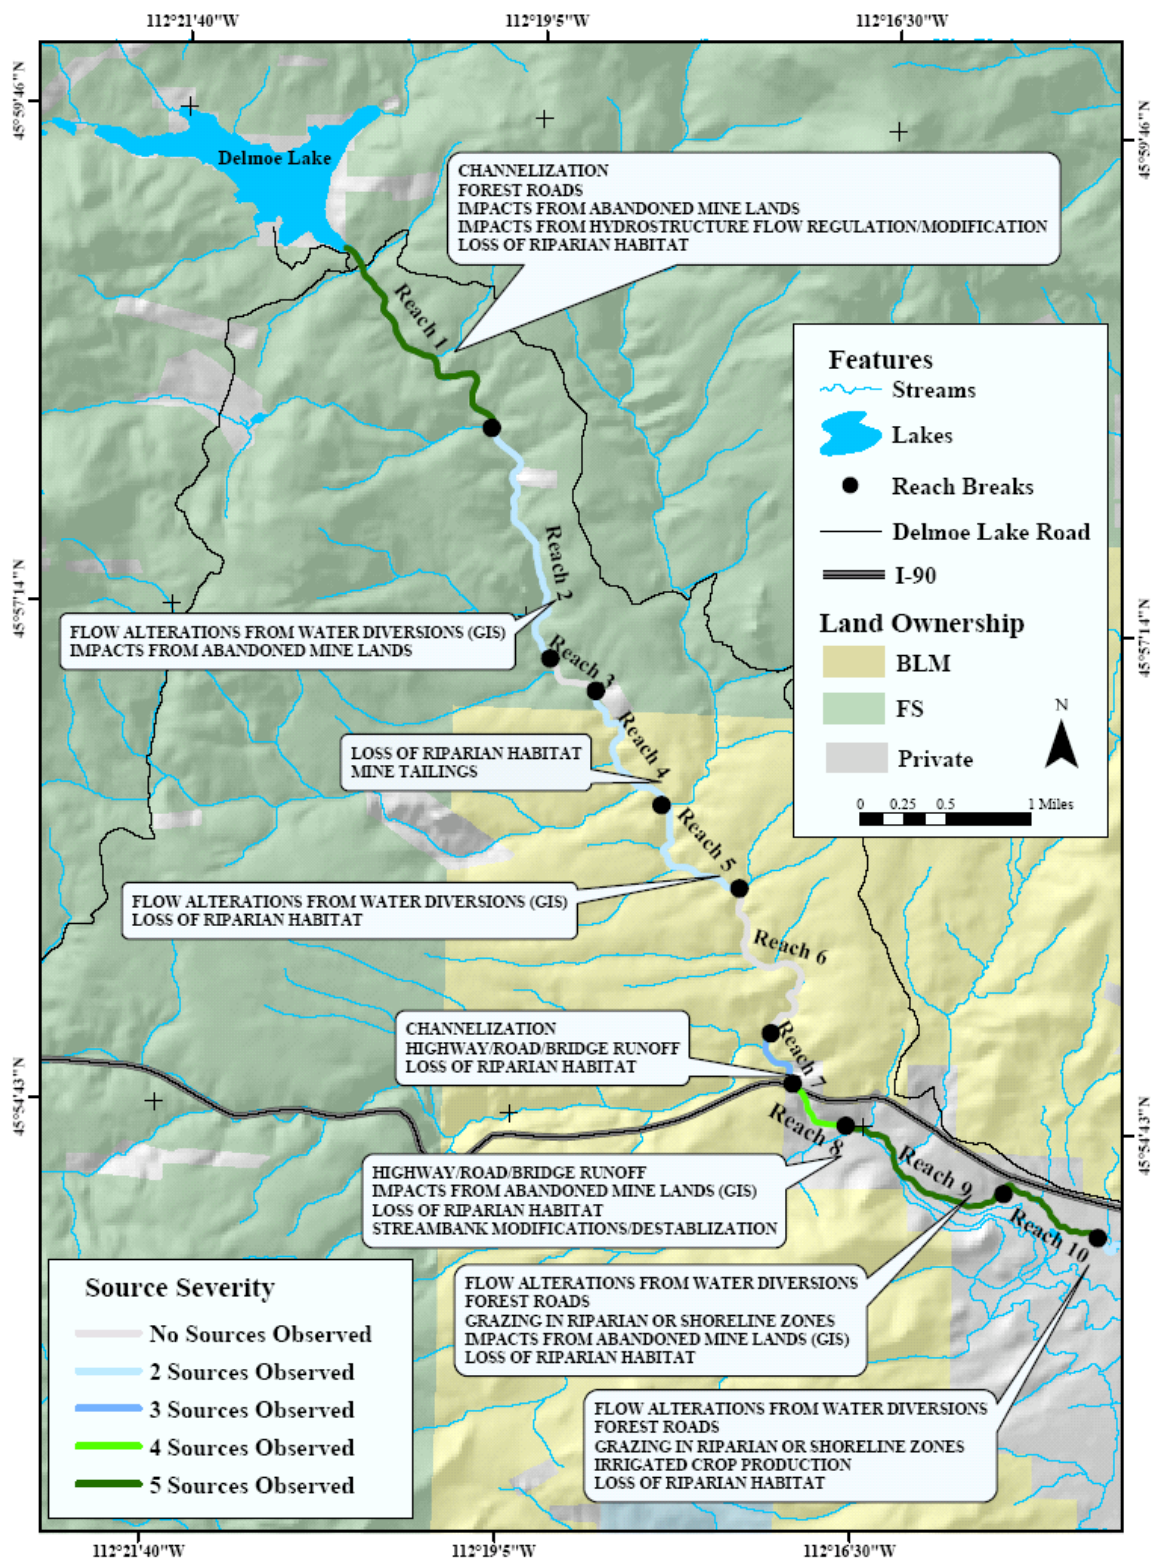 112°21'40"W
112°19'5"W
112°16'30"W
45°59'46"N
45°59'46"N
Delmoe Lake
CHANNELIZATION
FOREST ROADS
IMPACTS FROM ABANDONED MINE LANDS
IMPACTS FROM HYDROSTRUCTURE FLOW REGULATION/MODIFICATION
LOSS OF RIPARIAN HABITAT
Reach 1
Features
Streams
Lakes
Reach Breaks
Delmoe Lake Road
I-90
Land Ownership
BLM
FS
Private
N
0 0.25 0.5 1 Miles
Reach 2
45°57'14"N
45°57'14"N
FLOW ALTERATIONS FROM WATER DIVERSIONS (GIS)
IMPACTS FROM ABANDONED MINE LANDS
Reach 3
Reach 4
LOSS OF RIPARIAN HABITAT
MINE TAILINGS
Reach 5
FLOW ALTERATIONS FROM WATER DIVERSIONS (GIS)
LOSS OF RIPARIAN HABITAT
Reach 6
CHANNELIZATION
HIGHWAY/ROAD/BRIDGE RUNOFF
LOSS OF RIPARIAN HABITAT
Reach 7
45°54'43"N
45°54'43"N
Reach 8
HIGHWAY/ROAD/BRIDGE RUNOFF
IMPACTS FROM ABANDONED MINE LANDS (GIS)
LOSS OF RIPARIAN HABITAT
STREAMBANK MODIFICATIONS/DESTABLIZATION
Reach 9
Reach 10
FLOW ALTERATIONS FROM WATER DIVERSIONS
FOREST ROADS
GRAZING IN RIPARIAN OR SHORELINE ZONES
IMPACTS FROM ABANDONED MINE LANDS (GIS)
LOSS OF RIPARIAN HABITAT
FLOW ALTERATIONS FROM WATER DIVERSIONS
FOREST ROADS
GRAZING IN RIPARIAN OR SHORELINE ZONES
IRRIGATED CROP PRODUCTION
LOSS OF RIPARIAN HABITAT
Source Severity
No Sources Observed
2 Sources Observed
3 Sources Observed
4 Sources Observed
5 Sources Observed
112°21'40"W
112°19'5"W
112°16'30"W